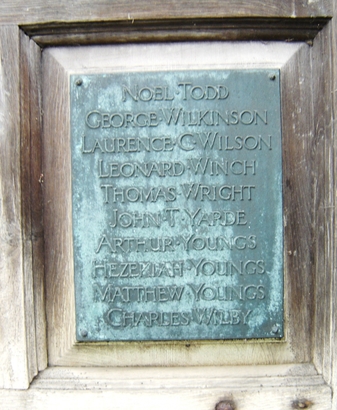 NOEL·TODD
GEORGE·WILKINSON
LAURENCE·C·WILSON
LEONARD·WINCH
THOMAS·WRIGHT
JOHN·T·YARDE
ARTHUR·YOUNGS
HEZEKIAH·YOUNGS
MATTHEW·YOUNGS
CHARLES·WILBY